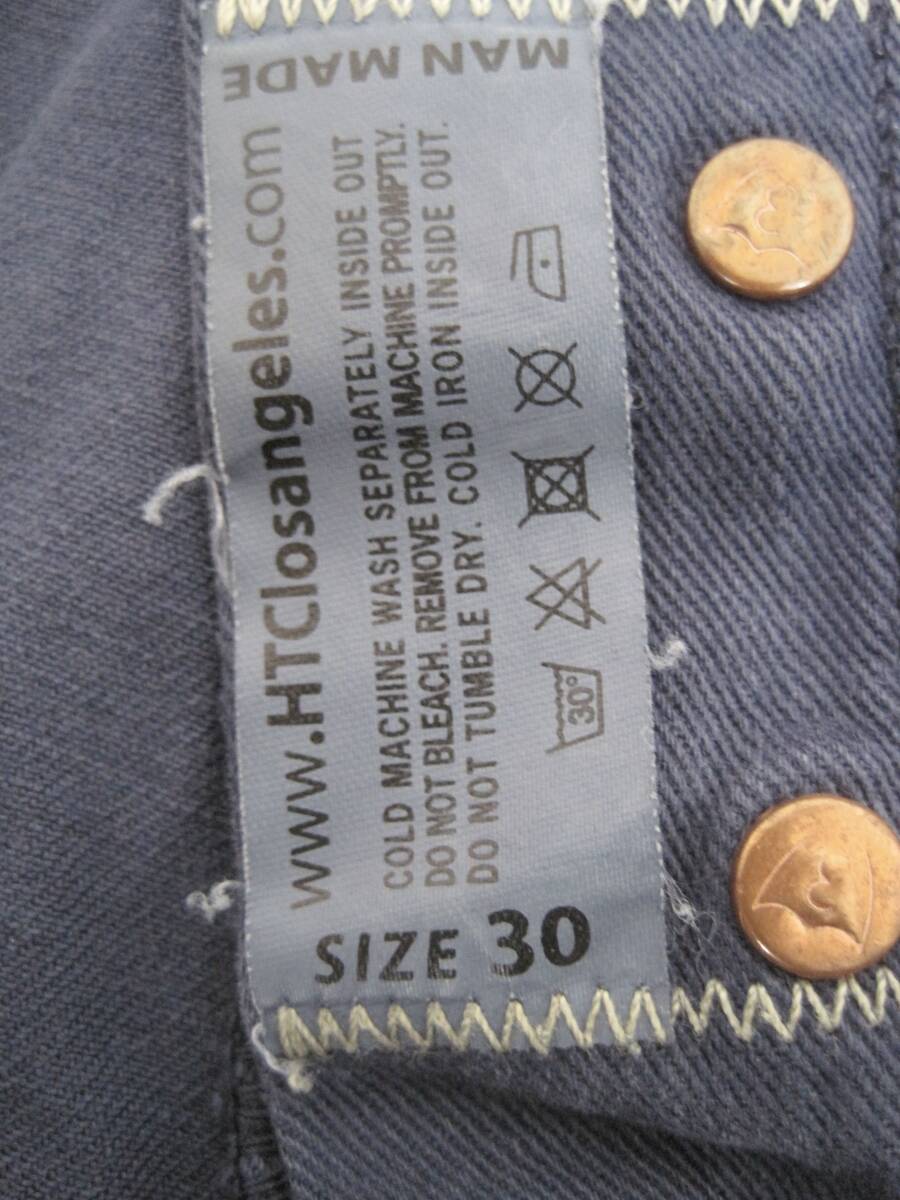 MAN MADE
www.HTClosangeles.com
COLD MACHINE WASH SEPARATELY INSIDE OUT
DO NOT BLEACH. REMOVE FROM MACHINE PROMPTLY.
DO NOT TUMBLE DRY. COLD IRON INSIDE OUT.
30°
SIZE 30